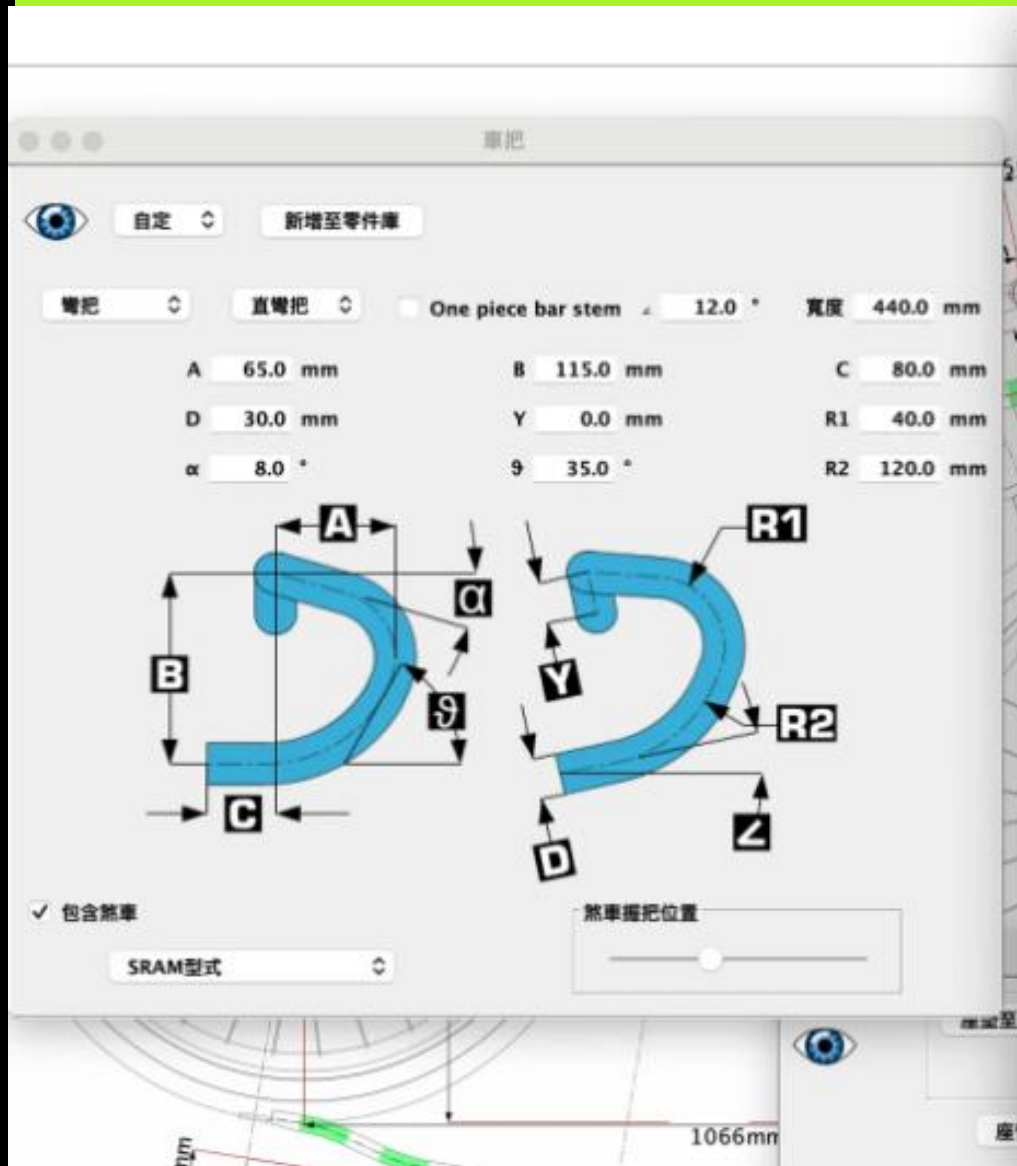 車把
自定
新增至零件庫
彎把 直彎把 One piece bar stem ∠ 12.0 ° 寬度 440.0 mm
A 65.0 mm B 115.0 mm C 80.0 mm
D 30.0 mm Y 0.0 mm R1 40.0 mm
α 8.0 ° ϑ 35.0 ° R2 120.0 mm
A
R1
α
B
Y
ϑ
R2
C
∠
D
包含煞車
煞車握把位置
SRAM型式
1066mm
mm